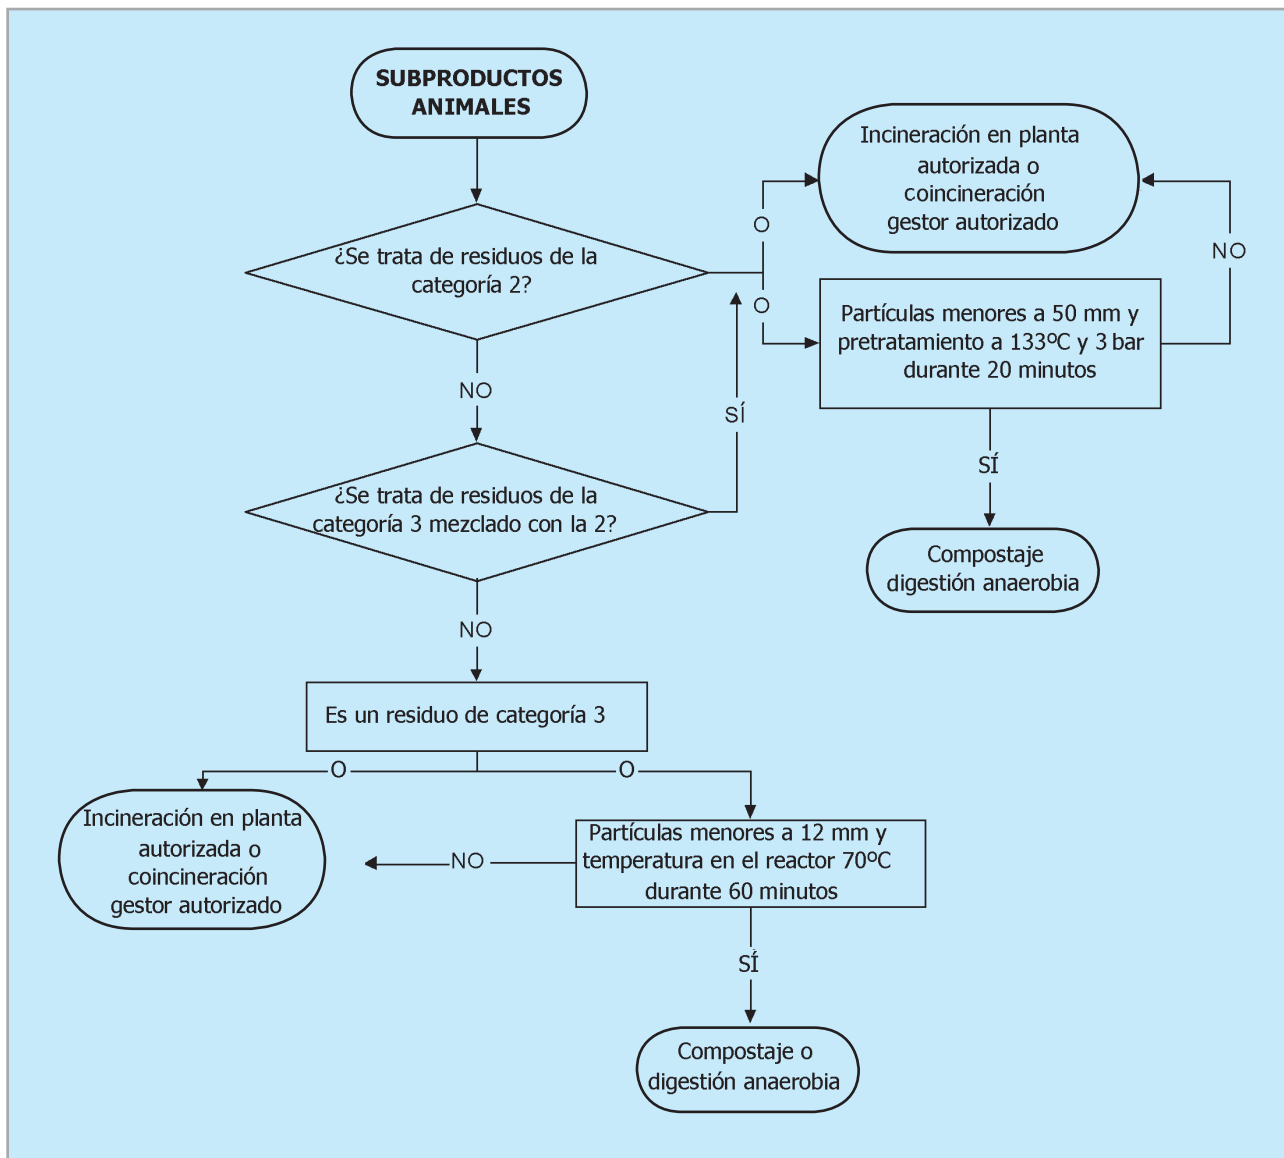 SUBPRODUCTOS
ANIMALES
Incineración en planta
autorizada o
coincineración
gestor autorizado
O
NO
¿Se trata de residuos de la
categoría 2?
O
Partículas menores a 50 mm y
pretratamiento a 133ºC y 3 bar
durante 20 minutos
NO
SÍ
SÍ
¿Se trata de residuos de la
categoría 3 mezclado con la 2?
Compostaje
digestión anaerobia
NO
Es un residuo de categoría 3
O
O
Incineración en planta
autorizada o
coincineración
gestor autorizado
NO
Partículas menores a 12 mm y
temperatura en el reactor 70ºC
durante 60 minutos
SÍ
Compostaje o
digestión anaerobia